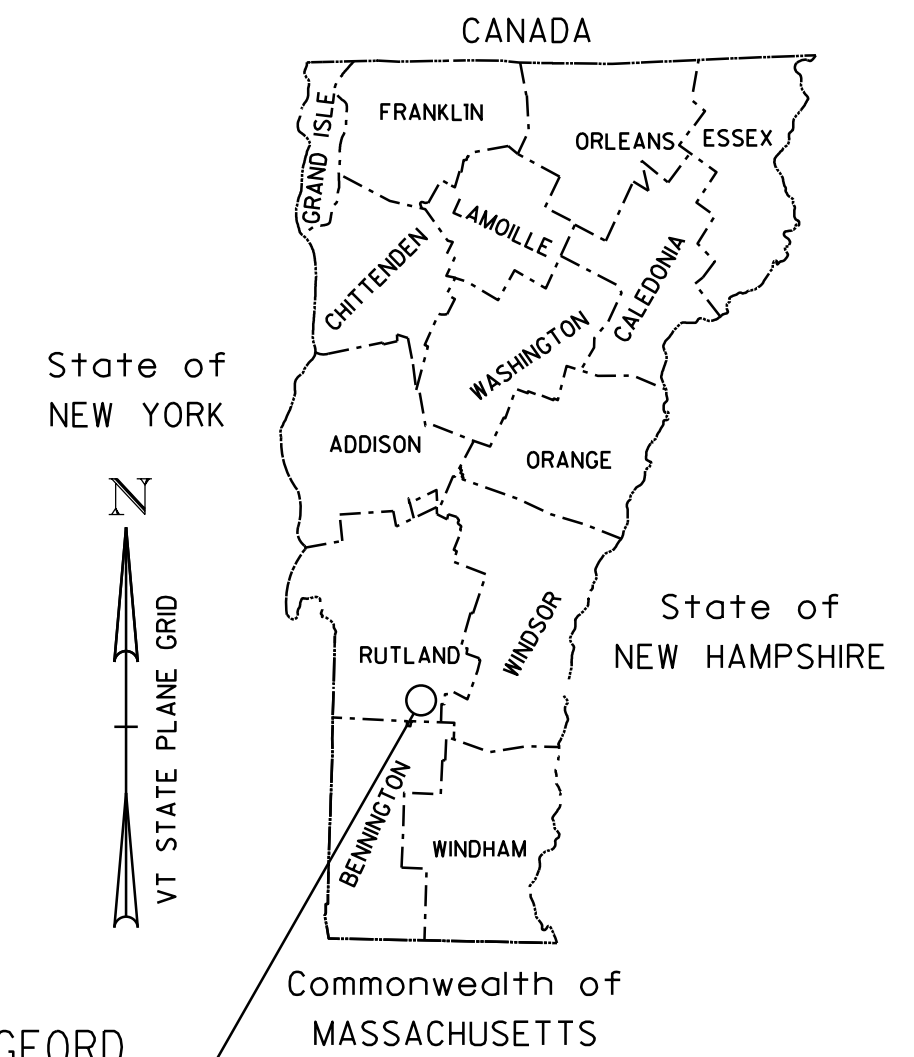 CANADA
FRANKLIN
GRAND ISLE
ORLEANS
ESSEX
LAMOILLE
CHITTENDEN
CALEDONIA
WASHINGTON
State of
NEW YORK
ADDISON
ORANGE
N
VT STATE PLANE GRID
WINDSOR
State of
NEW HAMPSHIRE
RUTLAND
BENNINGTON
WINDHAM
Commonwealth of
MASSACHUSETTS